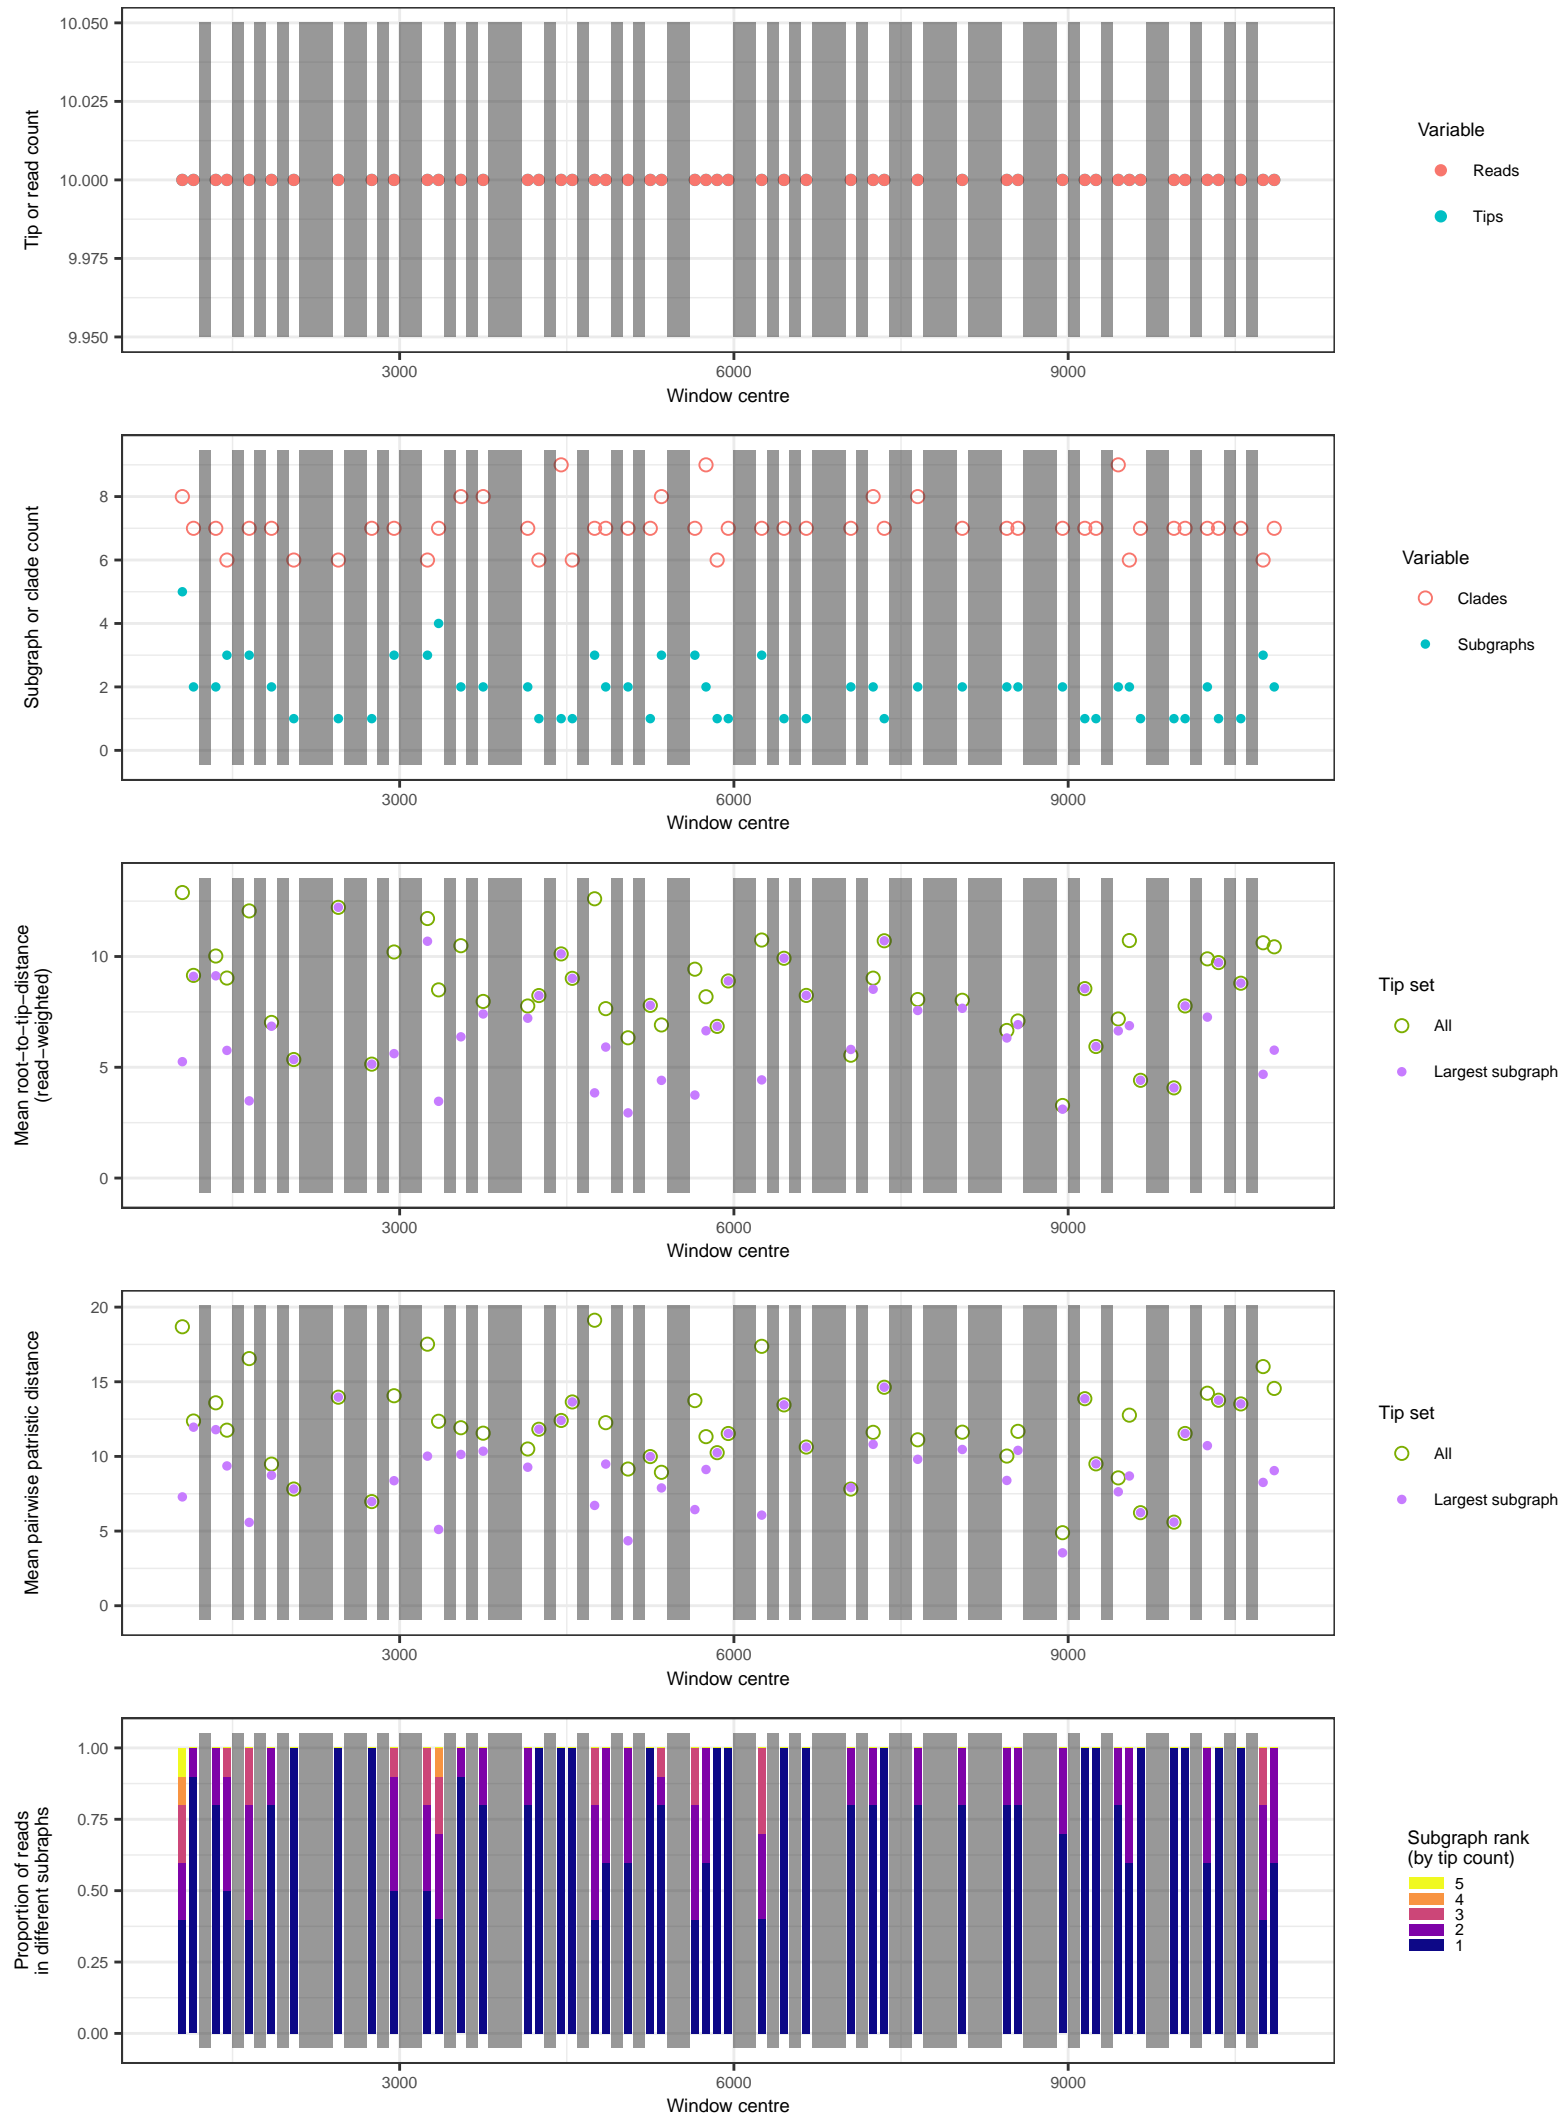 10.050
10.025
10.000
9.975
9.950
Tip or read count
3000
6000
9000
Window centre
Variable
Reads
Tips
8
6
4
2
0
Subgraph or clade count
3000
6000
9000
Window centre
Variable
Clades
Subgraphs
10
5
0
Mean root−to−tip−distance
(read−weighted)
3000
6000
9000
Window centre
Tip set
All
Largest subgraph
20
15
10
5
0
Mean pairwise patristic distance
3000
6000
9000
Window centre
Tip set
All
Largest subgraph
1.00
0.75
0.50
0.25
0.00
Proportion of reads
in different subraphs
3000
6000
9000
Window centre
Subgraph rank
(by tip count)
5
4
3
2
1